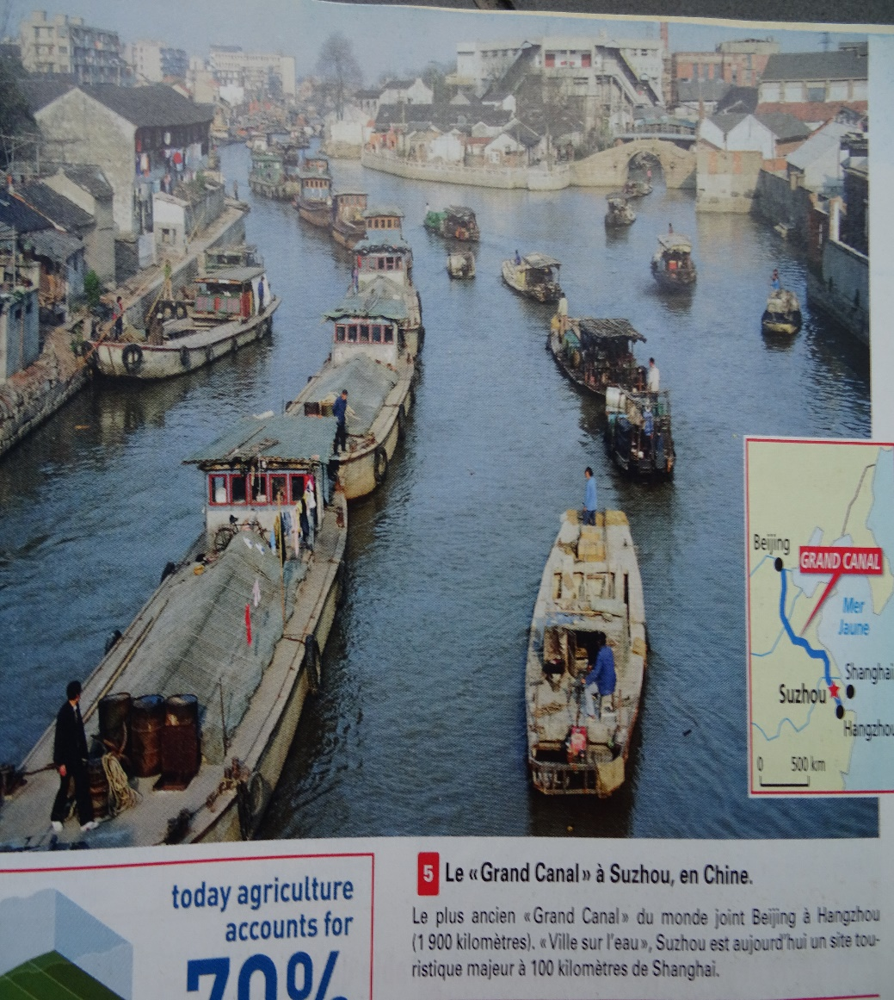 Beijing
GRAND CANAL
Mer
Jaune
Shanghai
Suzhou
Hangzhou
0 500 km
5 Le «Grand Canal» à Suzhou, en Chine.
Le plus ancien «Grand Canal» du monde joint Beijing à Hangzhou
(1 900 kilomètres). «Ville sur l'eau», Suzhou est aujourd'hui un site tou-
ristique majeur à 100 kilomètres de Shanghai.
today agriculture
accounts for
70%